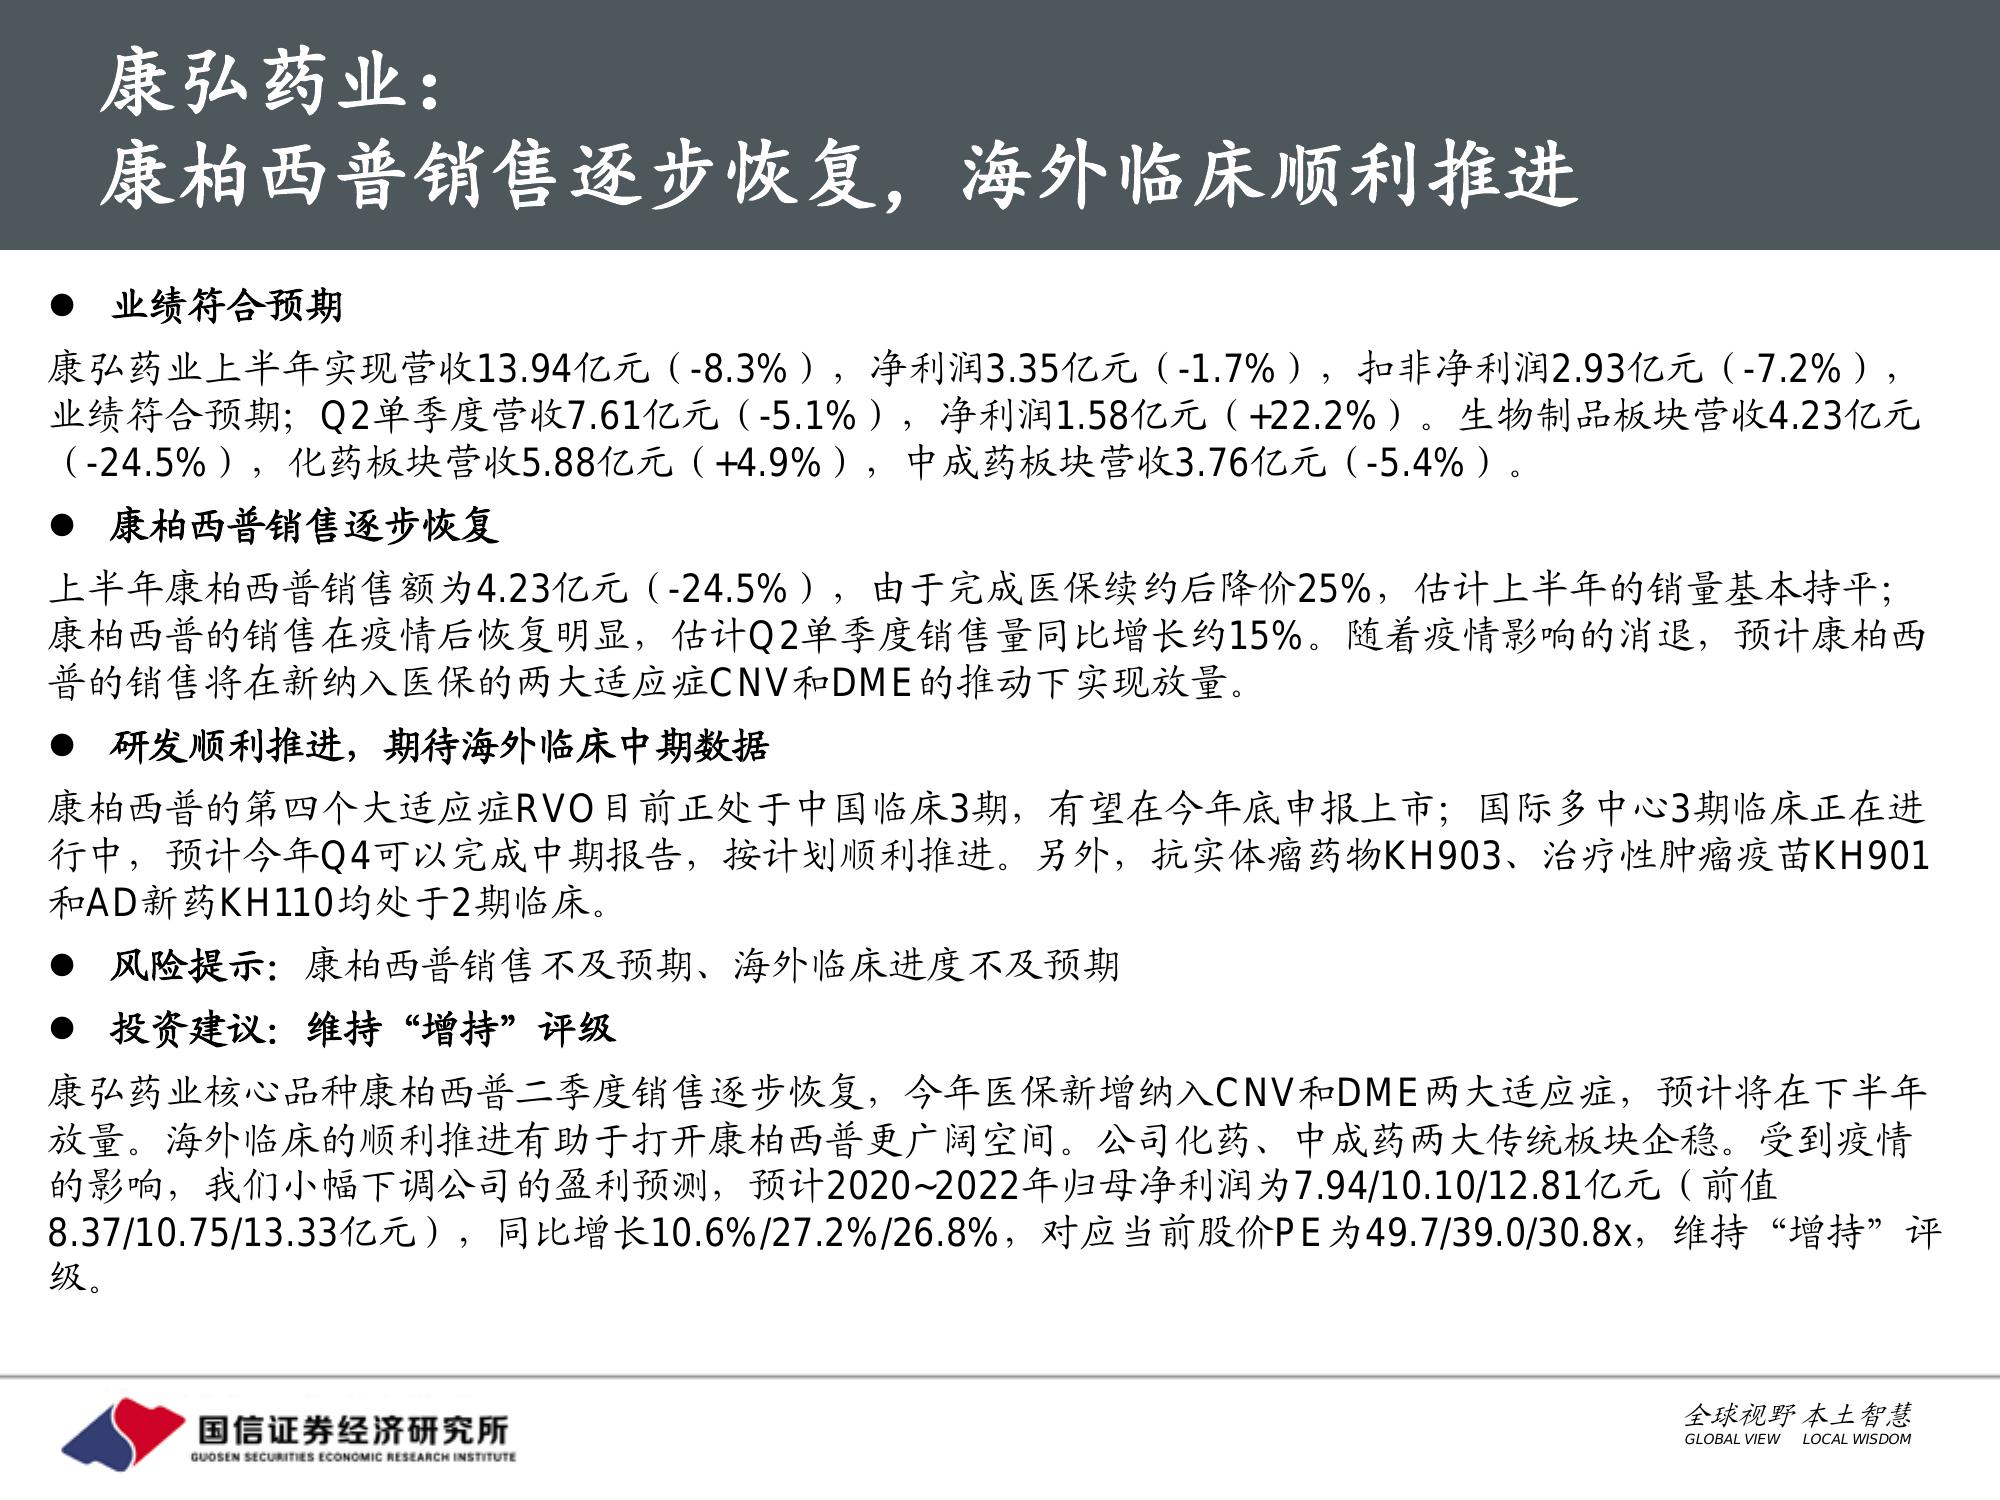 康弘药业：
康柏西普销售逐步恢复，海外临床顺利推进
● 业绩符合预期
康弘药业上半年实现营收13.94亿元（-8.3%），净利润3.35亿元（-1.7%），扣非净利润2.93亿元（-7.2%），
业绩符合预期；Q2单季度营收7.61亿元（-5.1%），净利润1.58亿元（+22.2%）。生物制品板块营收4.23亿元
（-24.5%），化药板块营收5.88亿元（+4.9%），中成药板块营收3.76亿元（-5.4%）。
● 康柏西普销售逐步恢复
上半年康柏西普销售额为4.23亿元（-24.5%），由于完成医保续约后降价25%，估计上半年的销量基本持平；
康柏西普的销售在疫情后恢复明显，估计Q2单季度销售量同比增长约15%。随着疫情影响的消退，预计康柏西
普的销售将在新纳入医保的两大适应症CNV和DME的推动下实现放量。
● 研发顺利推进，期待海外临床中期数据
康柏西普的第四个大适应症RVO目前正处于中国临床3期，有望在今年底申报上市；国际多中心3期临床正在进
行中，预计今年Q4可以完成中期报告，按计划顺利推进。另外，抗实体瘤药物KH903、治疗性肿瘤疫苗KH901
和AD新药KH110均处于2期临床。
● 风险提示：康柏西普销售不及预期、海外临床进度不及预期
● 投资建议：维持“增持”评级
康弘药业核心品种康柏西普二季度销售逐步恢复，今年医保新增纳入CNV和DME两大适应症，预计将在下半年
放量。海外临床的顺利推进有助于打开康柏西普更广阔空间。公司化药、中成药两大传统板块企稳。受到疫情
的影响，我们小幅下调公司的盈利预测，预计2020~2022年归母净利润为7.94/10.10/12.81亿元（前值
8.37/10.75/13.33亿元），同比增长10.6%/27.2%/26.8%，对应当前股价PE为49.7/39.0/30.8x，维持“增持”评
级。
国信证券经济研究所
GUOSEN SECURITIES ECONOMIC RESEARCH INSTITUTE
全球视野 本土智慧
GLOBAL VIEW LOCAL WISDOM